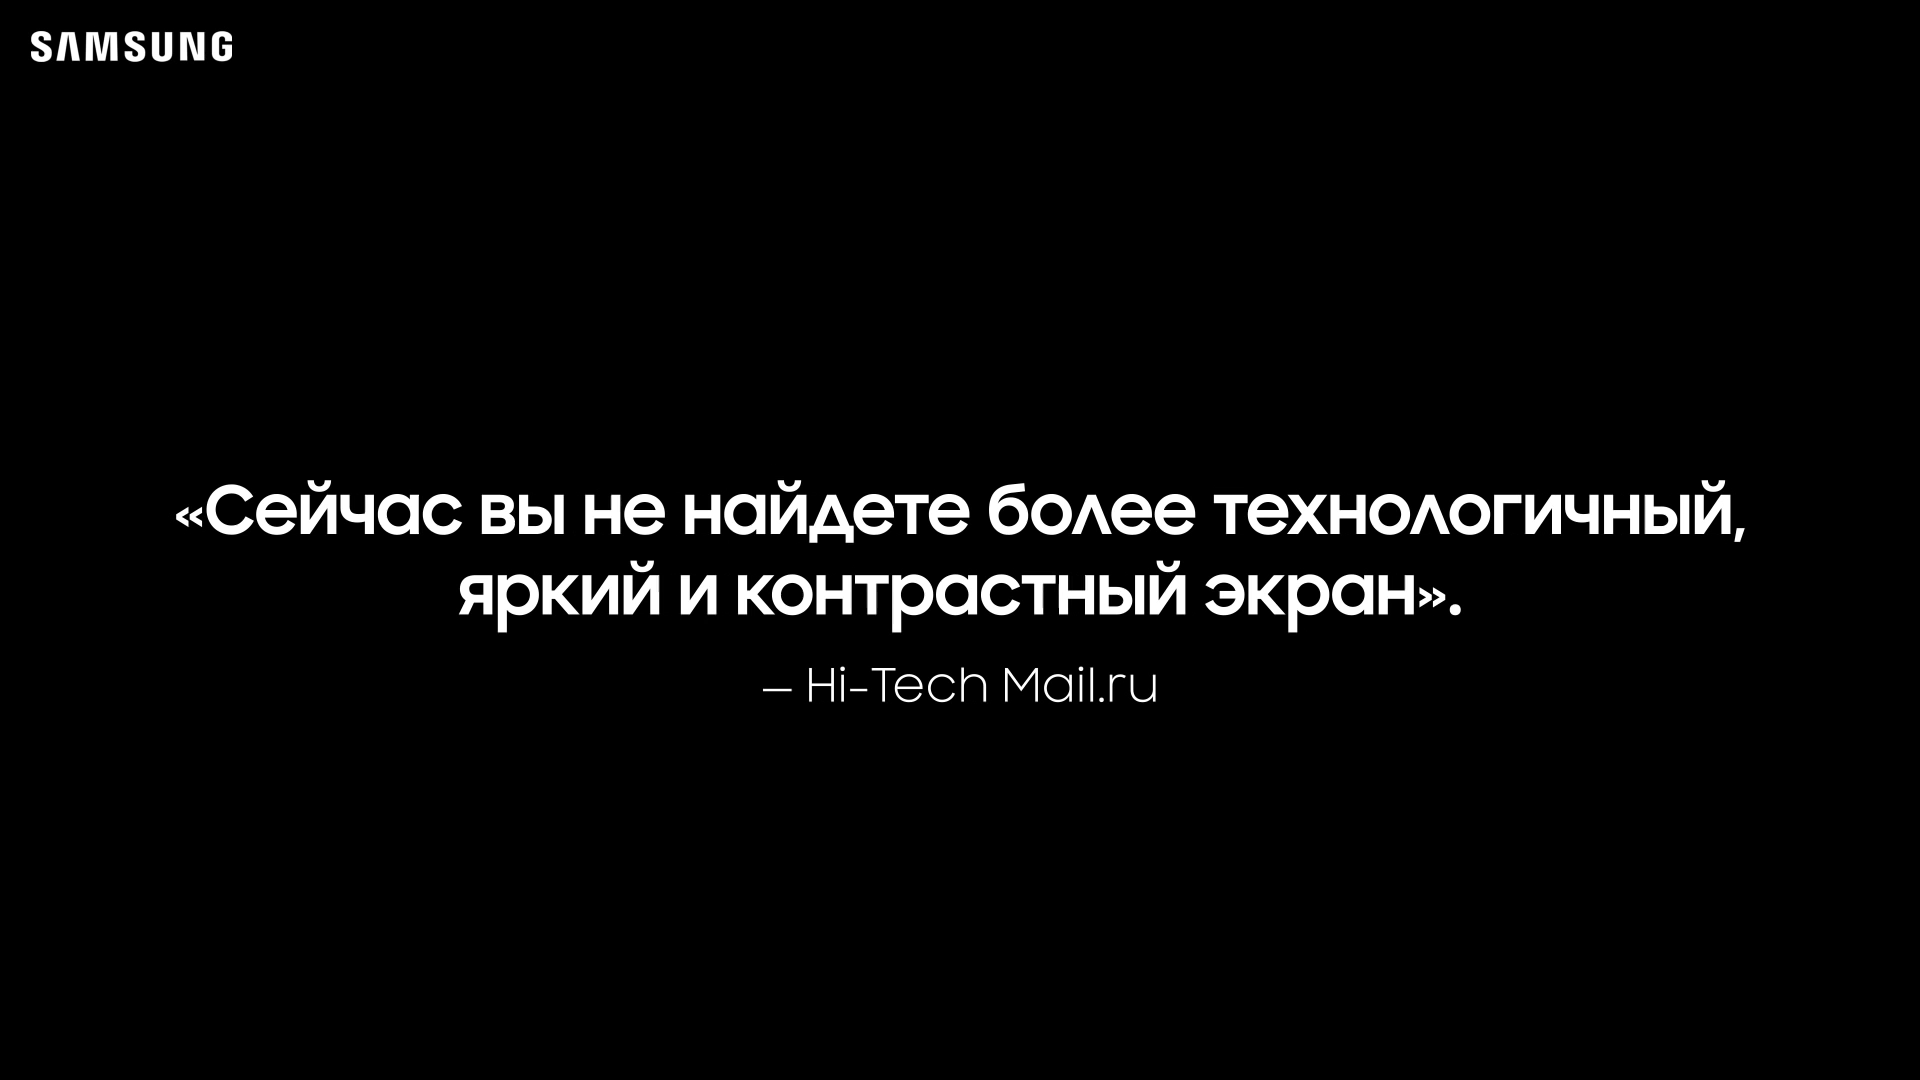 SAMSUNG
«Сейчас вы не найдете более технологичный,
яркий и контрастный экран».
— Hi-Tech Mail.ru